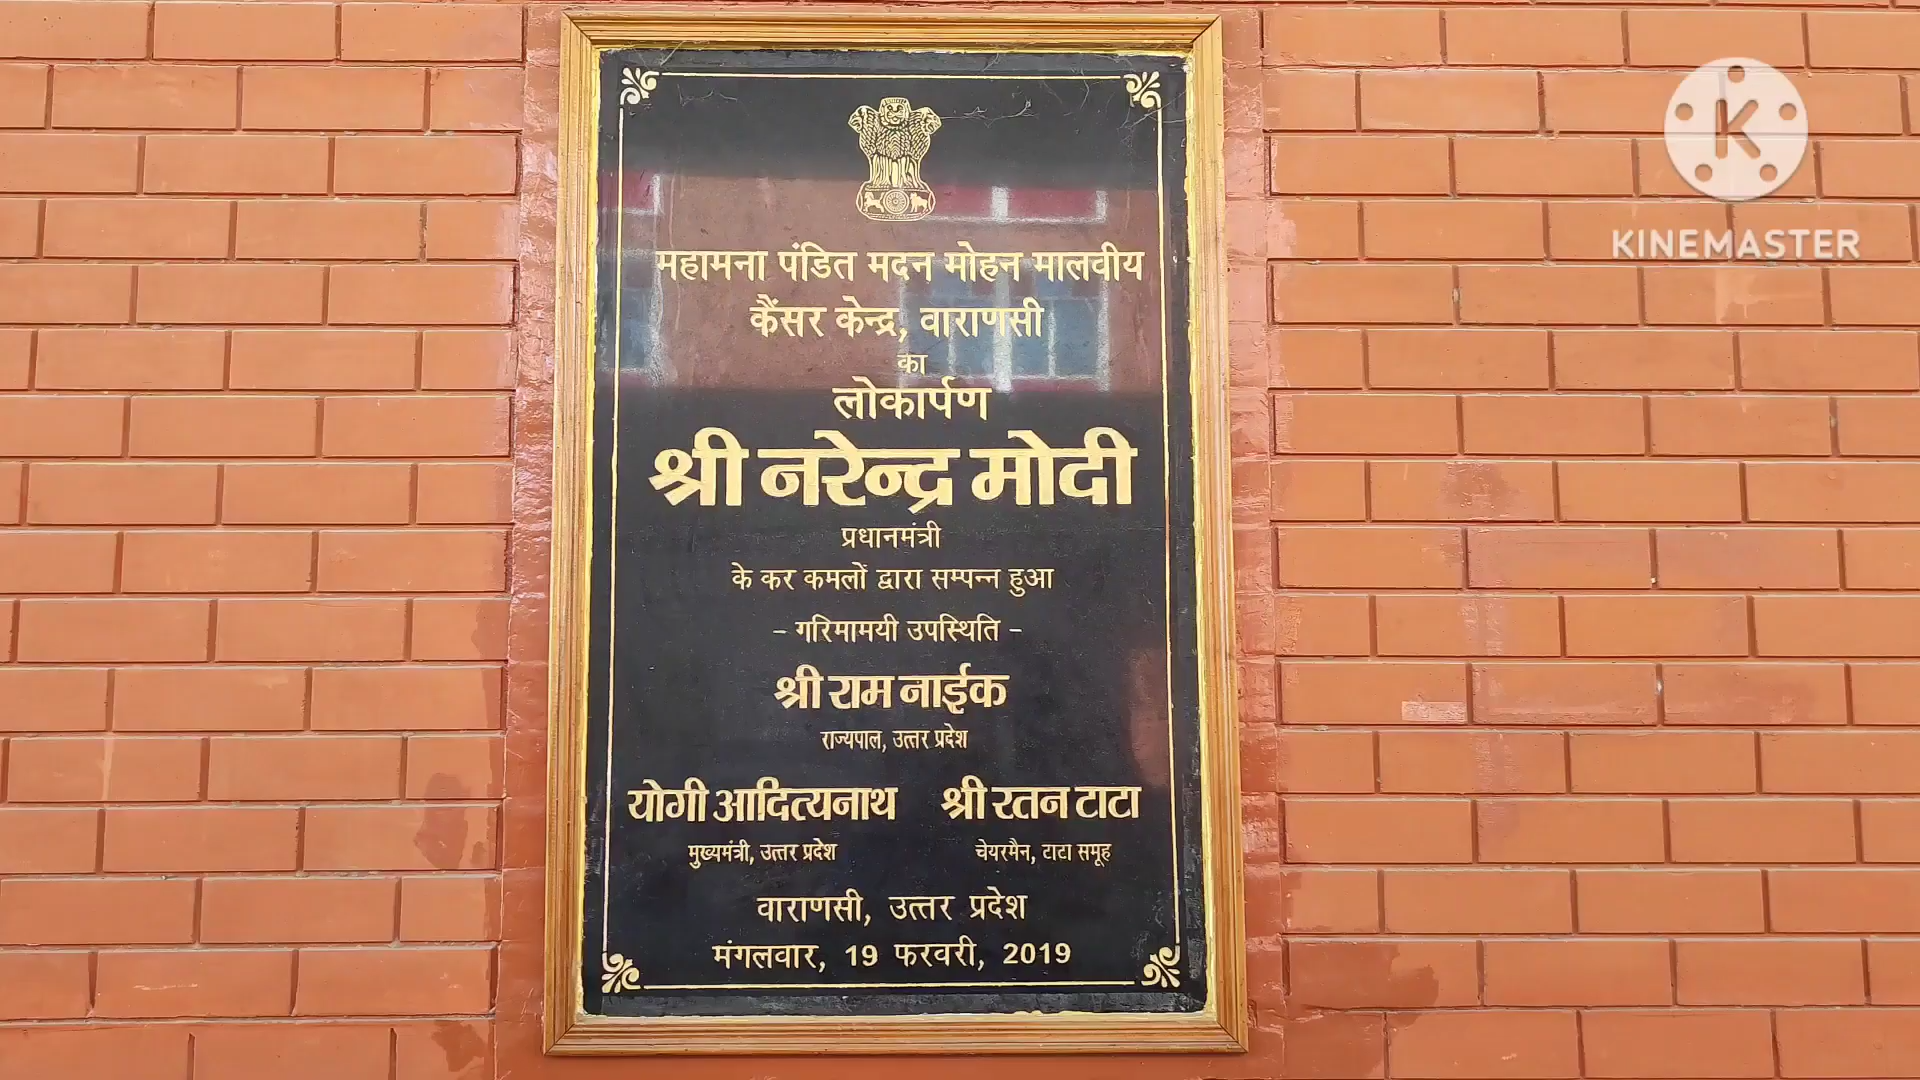 महामना पंडित मदन मोहन मालवीय
कैंसर केन्द्र, वाराणसी
का
लोकार्पण
श्री नरेन्द्र मोदी
प्रधानमंत्री
के कर कमलों द्वारा सम्पन्न हुआ
- गरिमामयी उपस्थिति -
श्री राम नाईक
राज्यपाल, उत्तर प्रदेश
योगी आदित्यनाथ श्री रतन टाटा
मुख्यमंत्री, उत्तर प्रदेश चेयरमैन, टाटा समूह
वाराणसी, उत्तर प्रदेश
मंगलवार, 19 फरवरी, 2019
K
KINEMASTER